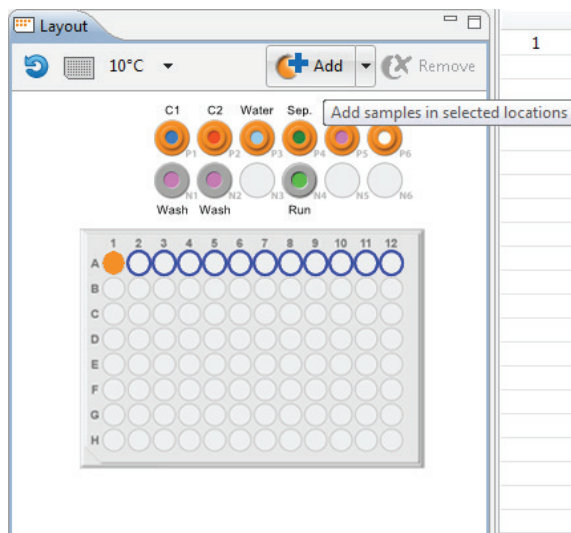 Layout
10°C
Add
Remove
1
Add samples in selected locations
C1 C2 Water Sep.
P1 P2 P3 P4 P5 P6
N1 N2 N3 N4 N5 N6
Wash Wash Run
1 2 3 4 5 6 7 8 9 10 11 12
A
B
C
D
E
F
G
H